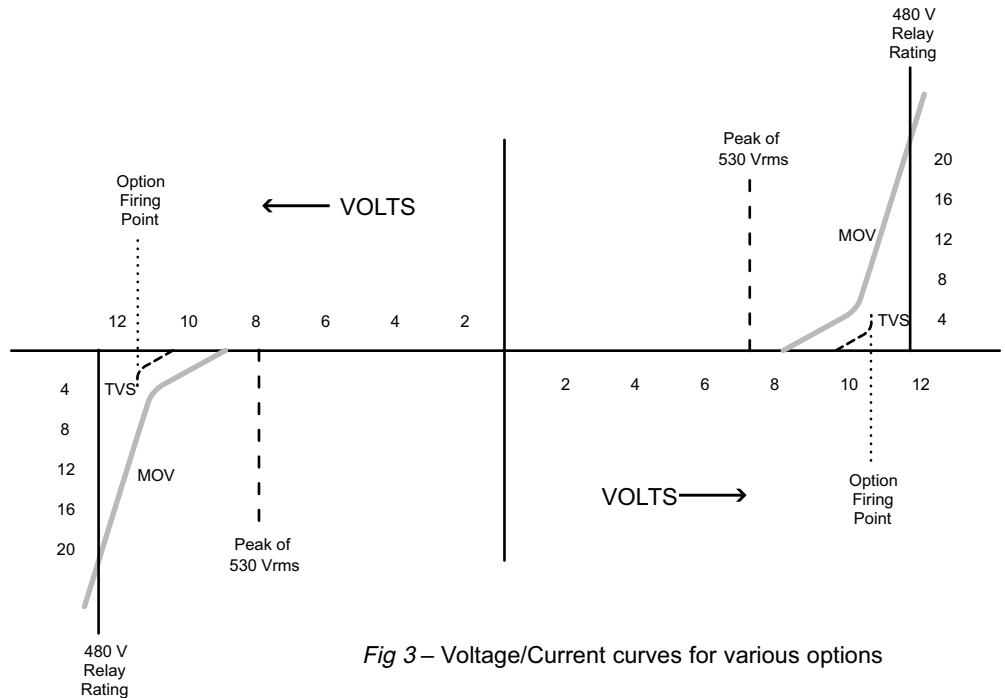 480 V
Relay
Rating
Peak of
530 Vrms
20
16
12
8
4
MOV
TVS
Option
Firing
Point
← VOLTS
12 10 8 6 4 2
2 4 6 8 10 12
4
8
12
16
20
TVS
MOV
VOLTS →
Option
Firing
Point
Peak of
530 Vrms
480 V
Relay
Rating
Fig 3 – Voltage/Current curves for various options